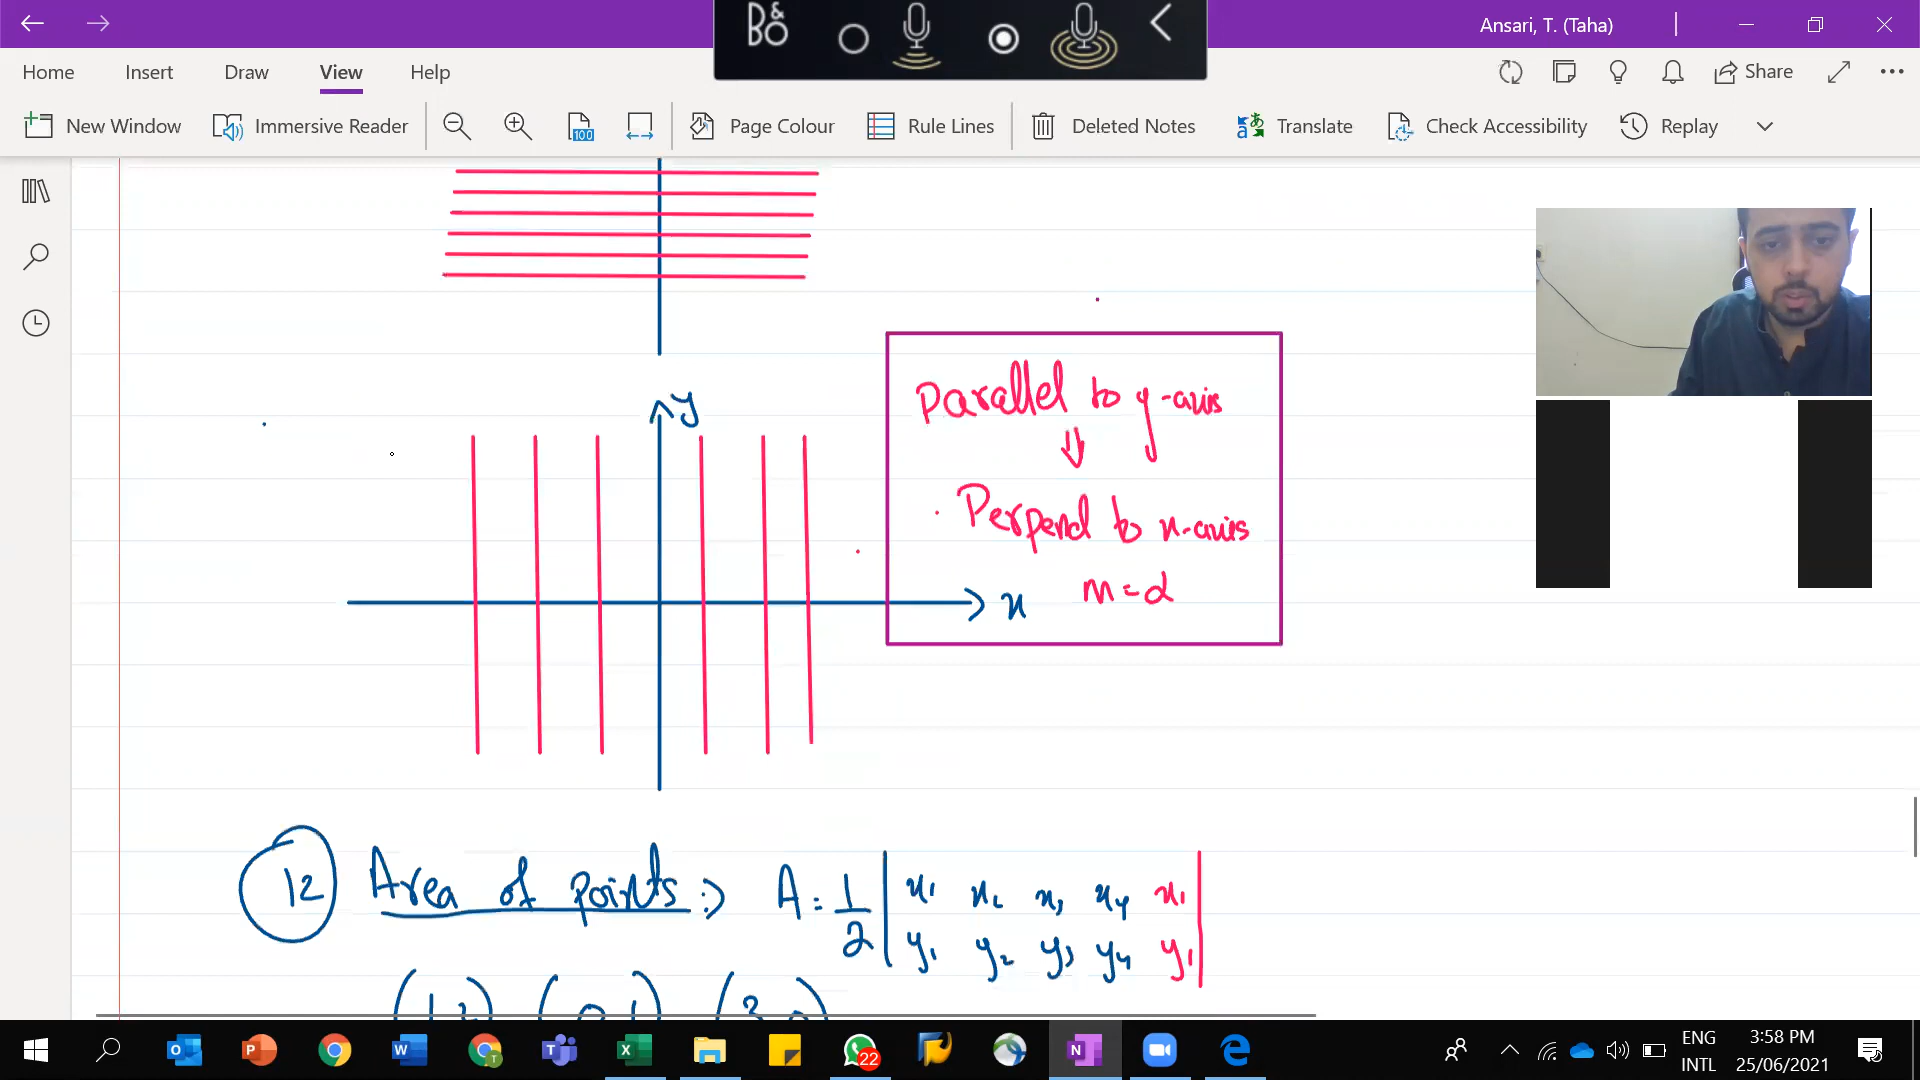 B&O
Ansari, T. (Taha)
Home Insert Draw View Help Share
New Window Immersive Reader 100 Page Colour Rule Lines Deleted Notes Translate Check Accessibility Replay
y
x
Parallel to y-axis
⇓
Perpend to x-axis
m = α
12 Area of points :⇒ A = 1/2 | x1 x2 x3 x4 x1 |
| y1 y2 y3 y4 y1 |
22
ENG
INTL
3:58 PM
25/06/2021